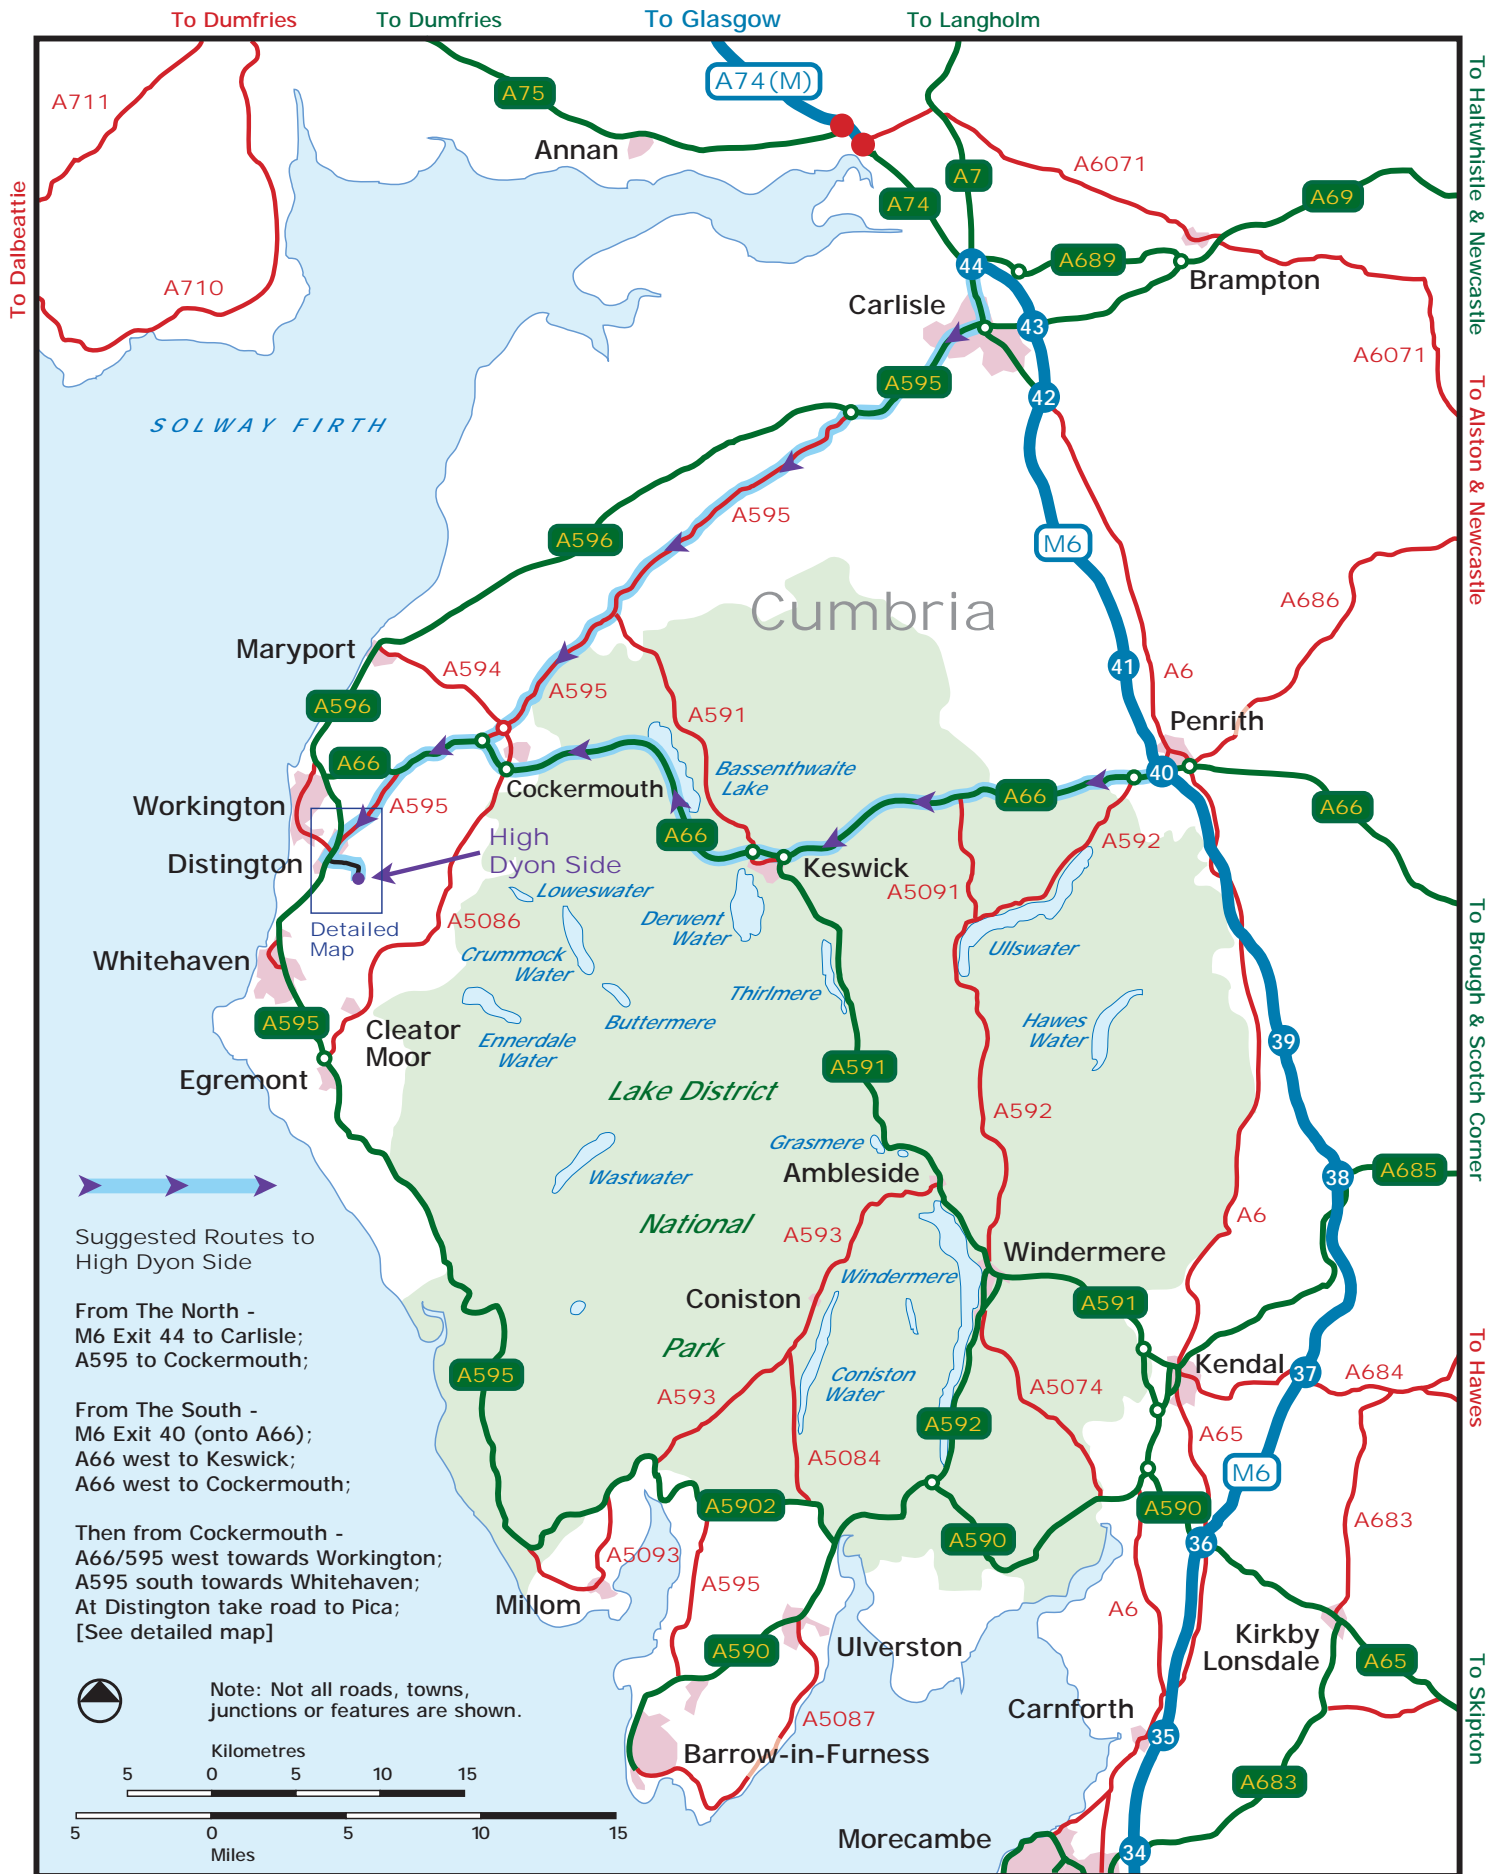 To Dumfries
To Dumfries
To Glasgow
To Langholm
A711
A75
A74(M)
Annan
A6071
A7
A74
A69
To Haltwhistle & Newcastle
To Dalbeattie
A710
44
A689
Brampton
Carlisle
43
A6071
A595
42
SOLWAY FIRTH
To Alston & Newcastle
A595
A596
M6
Cumbria
A686
Maryport
A594
A595
41
A6
A596
A591
Penrith
A66
Bassenthwaite
Lake
40
Cockermouth
A66
A66
Workington
A595
A66
High
Dyon Side
A592
Distington
Keswick
Loweswater
A5091
Derwent
Water
A5086
Detailed
Map
Ullswater
Crummock
Water
Whitehaven
Thirlmere
To Brough & Scotch Corner
A595
Cleator
Moor
Buttermere
Hawes
Water
Ennerdale
Water
39
Egremont
A591
Lake District
A592
Grasmere
Ambleside
Wastwater
38
A685
National
A593
A6
Suggested Routes to
High Dyon Side
Windermere
Windermere
From The North -
M6 Exit 44 to Carlisle;
A595 to Cockermouth;
Coniston
A591
Park
Kendal
37
A684
To Hawes
A595
Coniston
Water
A593
A5074
From The South -
M6 Exit 40 (onto A66);
A66 west to Keswick;
A66 west to Cockermouth;
A592
A65
A5084
M6
A5902
A590
A683
Then from Cockermouth -
A66/595 west towards Workington;
A595 south towards Whitehaven;
At Distington take road to Pica;
[See detailed map]
A590
36
A5093
A595
Millom
A6
Kirkby
Lonsdale
A590
Ulverston
A65
To Skipton
Note: Not all roads, towns,
junctions or features are shown.
Carnforth
A5087
35
Kilometres
5 0 5 10 15
Barrow-in-Furness
A683
5 0 5 10 15
Miles
Morecambe
34